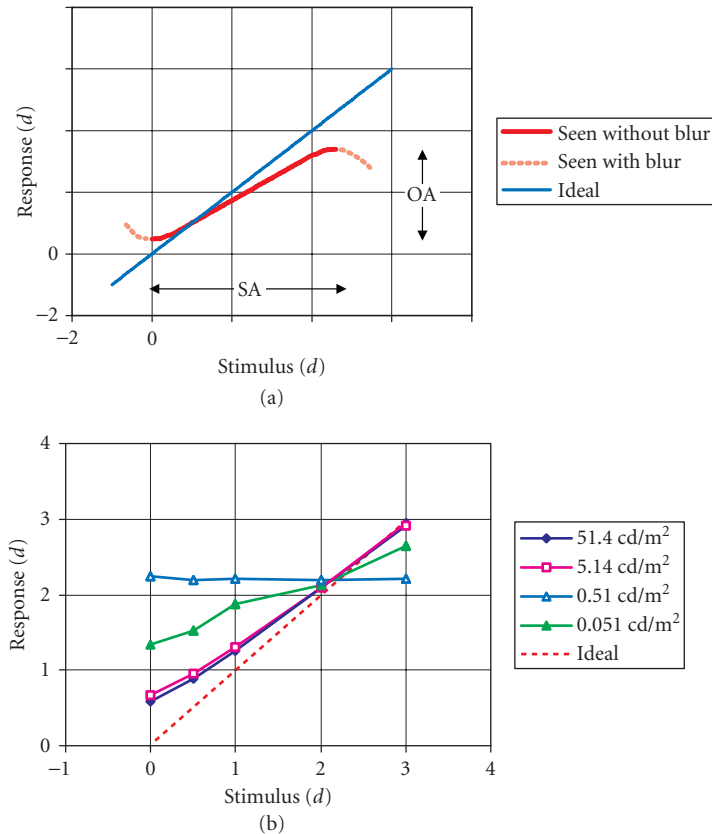 Response (d)
0
−2
−2
0
Stimulus (d)
OA
SA
Seen without blur
Seen with blur
Ideal
(a)
4
3
2
1
0
−1
0
1
2
3
4
Response (d)
Stimulus (d)
51.4 cd/m²
5.14 cd/m²
0.51 cd/m²
0.051 cd/m²
Ideal
(b)